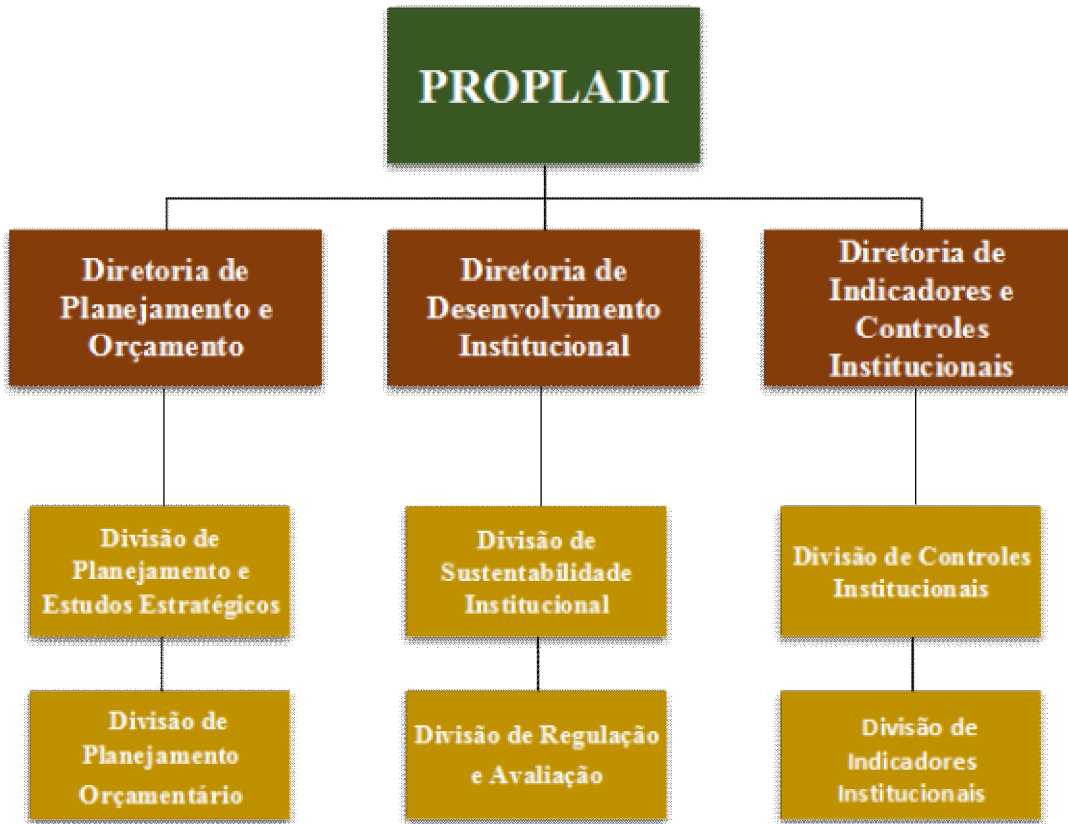 PROPLADI
Diretoria de
Planejamento e
Orçamento
Diretoria de
Desenvolvimento
Institucional
Diretoria de
Indicadores e
Controles
Institucionais
Divisão de
Planejamento e
Estudos Estratégicos
Divisão de
Sustentabilidade
Institucional
Divisão de Controles
Institucionais
Divisão de
Planejamento
Orçamentário
Divisão de Regulação
e Avaliação
Divisão de
Indicadores
Institucionais